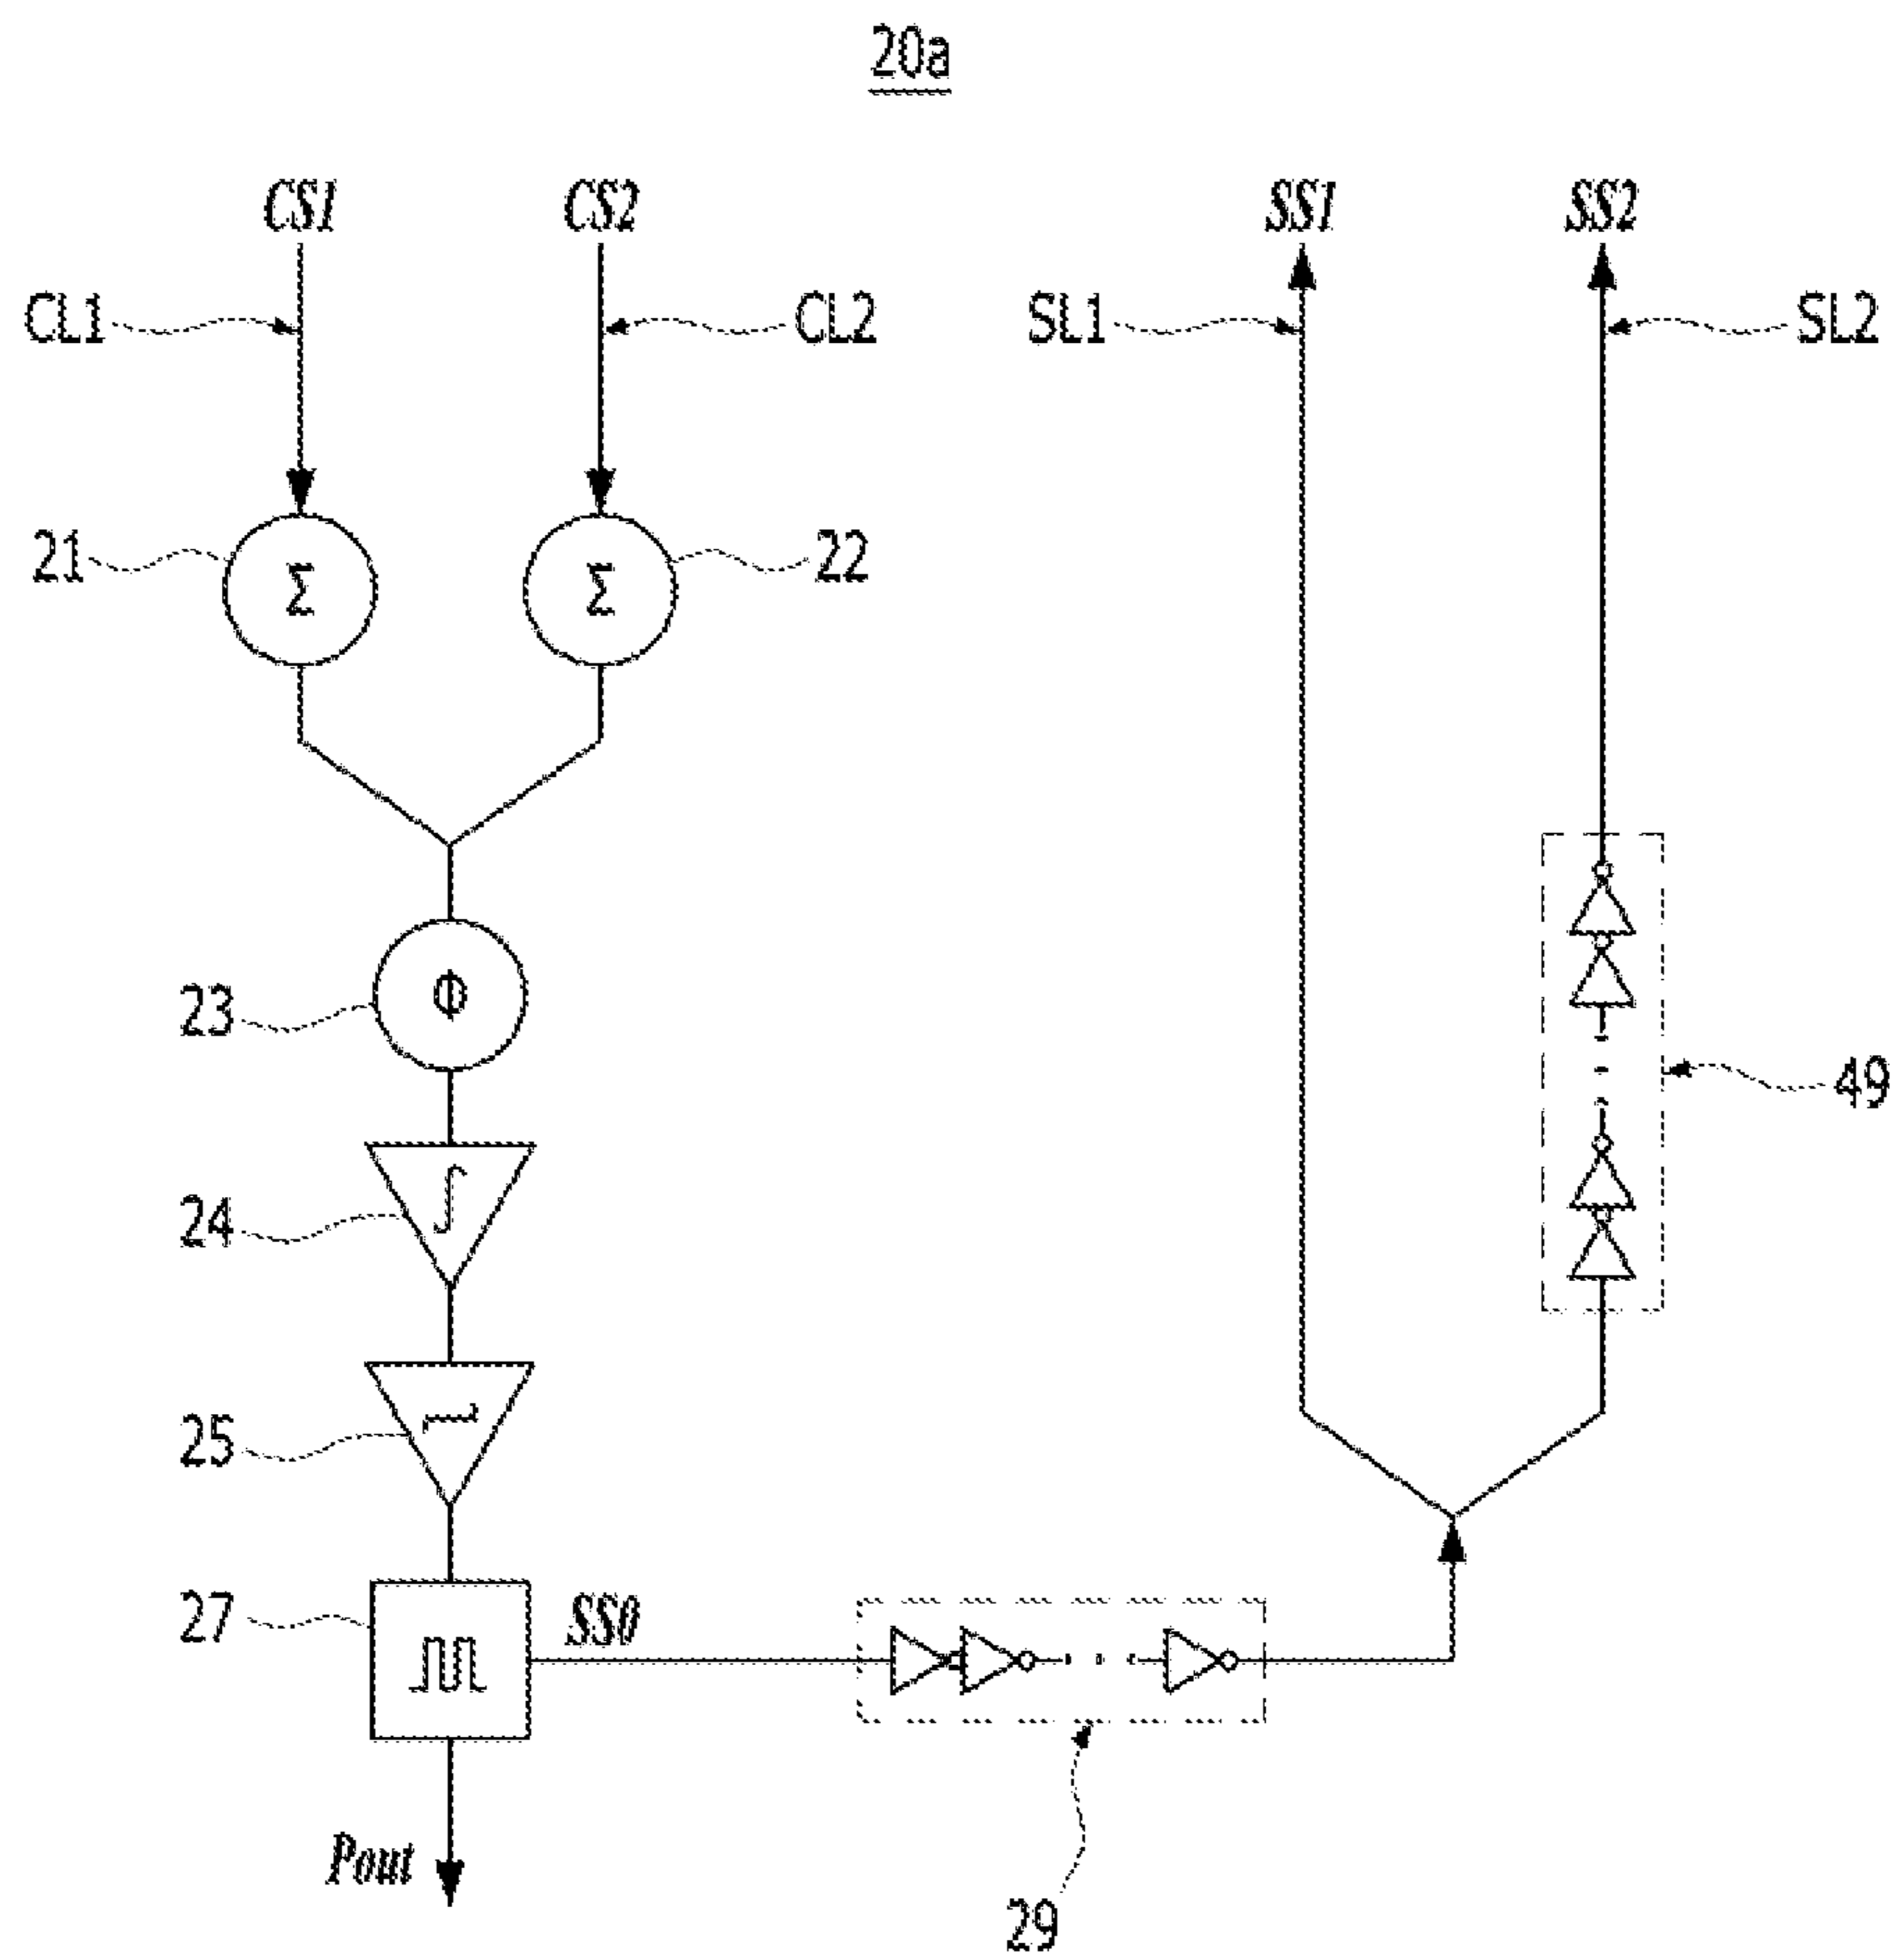 20a
CS1 CS2 SS1 SS2
CL1 CL2 SL1 SL2
21 Σ Σ 22
23 Φ
49
24 ∫
25
27 SS0
Pout
29